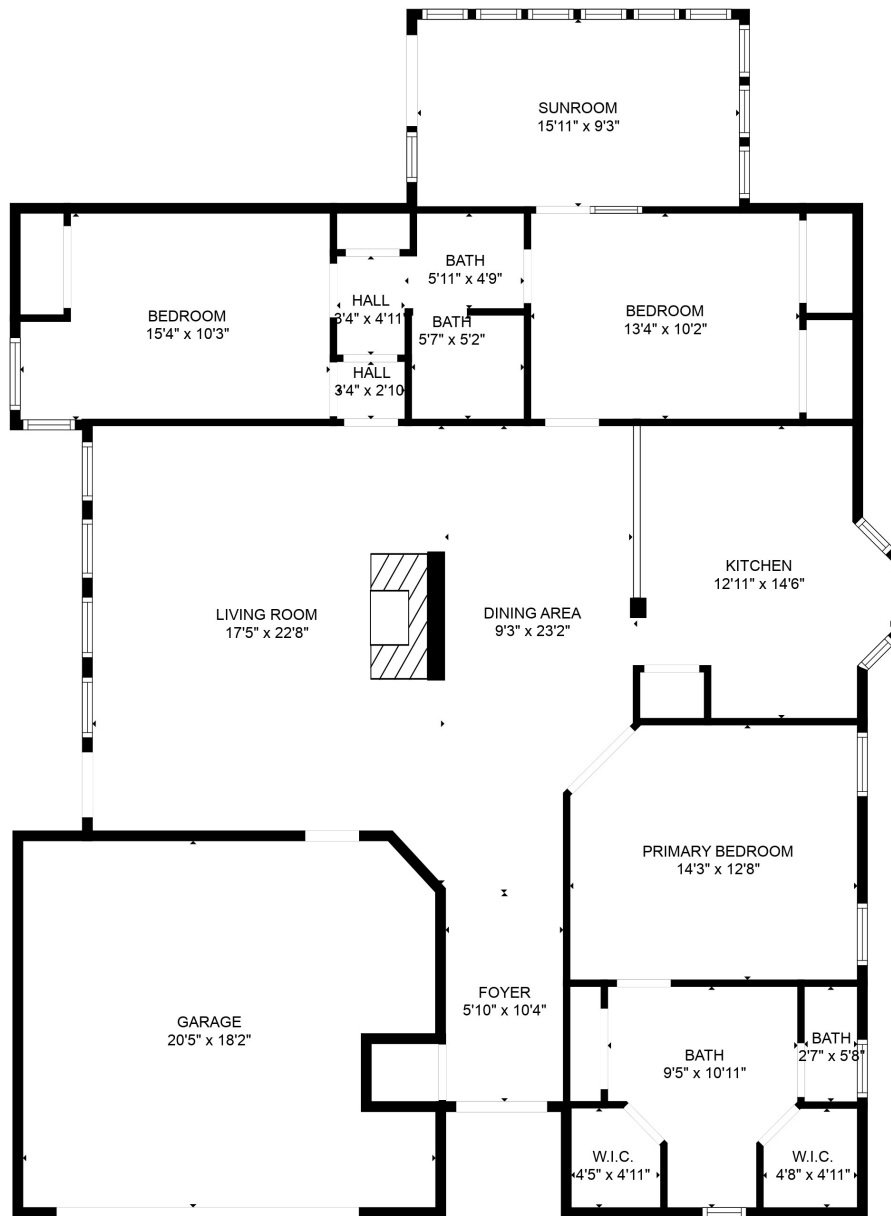 SUNROOM
15'11" x 9'3"
BATH
5'11" x 4'9"
BEDROOM
15'4" x 10'3"
HALL
3'4" x 4'11"
BEDROOM
13'4" x 10'2"
BATH
5'7" x 5'2"
HALL
3'4" x 2'10
KITCHEN
12'11" x 14'6"
LIVING ROOM
17'5" x 22'8"
DINING AREA
9'3" x 23'2"
PRIMARY BEDROOM
14'3" x 12'8"
FOYER
5'10" x 10'4"
GARAGE
20'5" x 18'2"
BATH
9'5" x 10'11"
BATH
2'7" x 5'8"
W.I.C.
4'5" x 4'11"
W.I.C.
4'8" x 4'11"